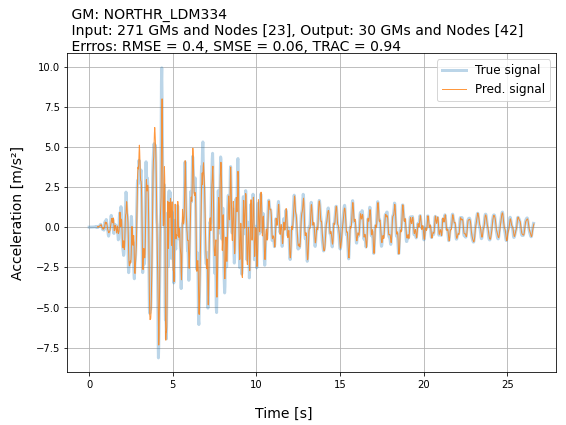 GM: NORTHR_LDM334
Input: 271 GMs and Nodes [23], Output: 30 GMs and Nodes [42]
Errros: RMSE = 0.4, SMSE = 0.06, TRAC = 0.94
True signal
Pred. signal
10.0
7.5
5.0
2.5
0.0
−2.5
−5.0
−7.5
Acceleration [m/s²]
0 5 10 15 20 25
Time [s]